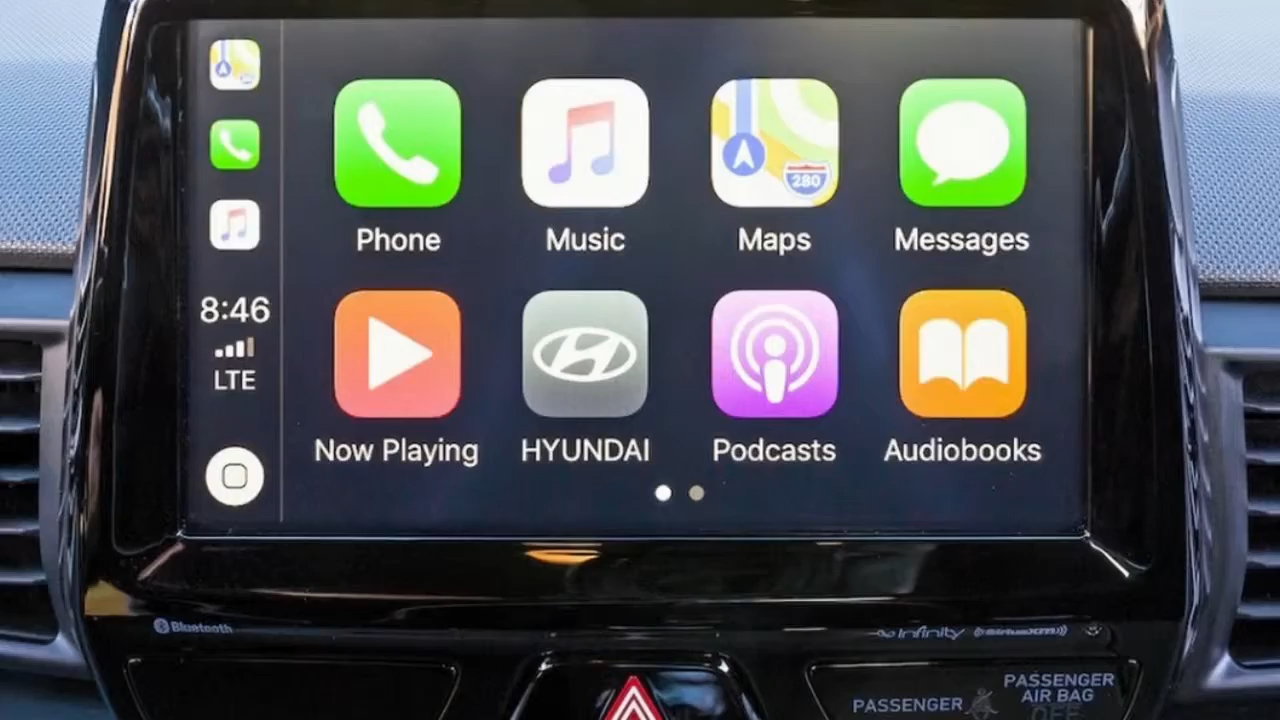 Phone
Music
280
Maps
Messages
8:46
LTE
Now Playing
HYUNDAI
Podcasts
Audiobooks
Bluetooth
infinity
SiriusXM
PASSENGER
PASSENGER
AIR BAG
OFF